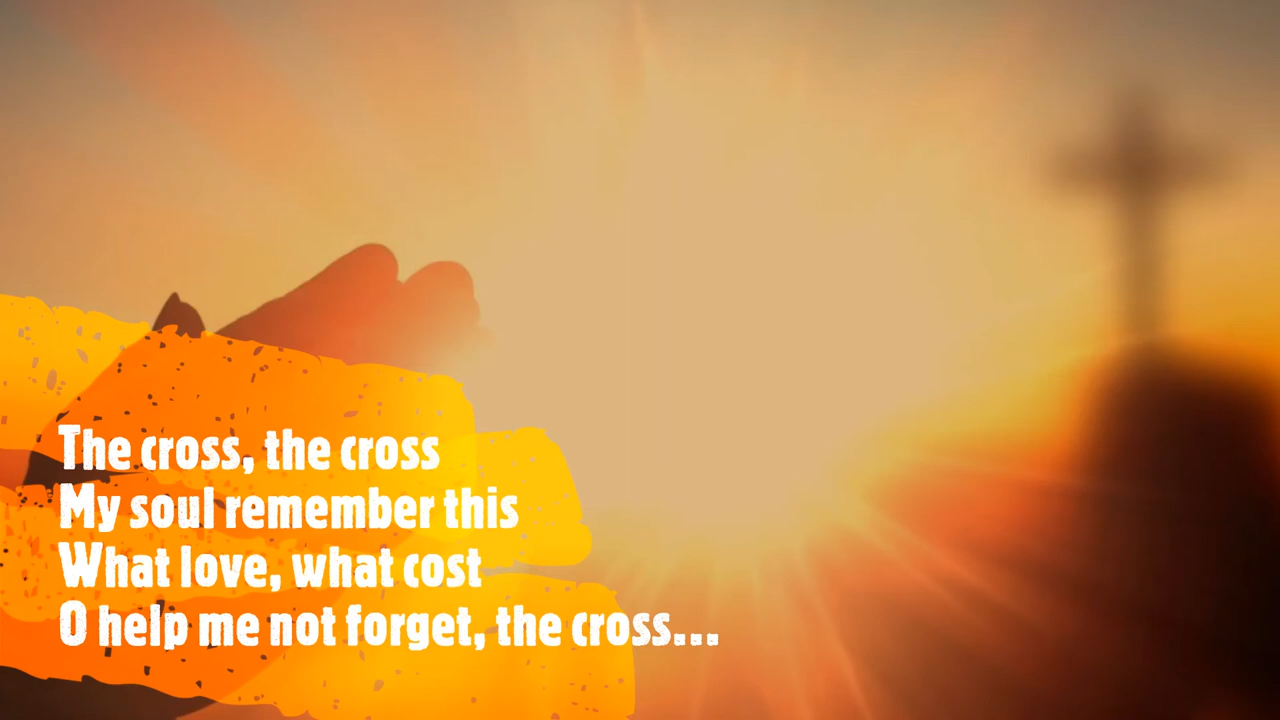 The cross, the cross
My soul remember this
What love, what cost
O help me not forget, the cross...